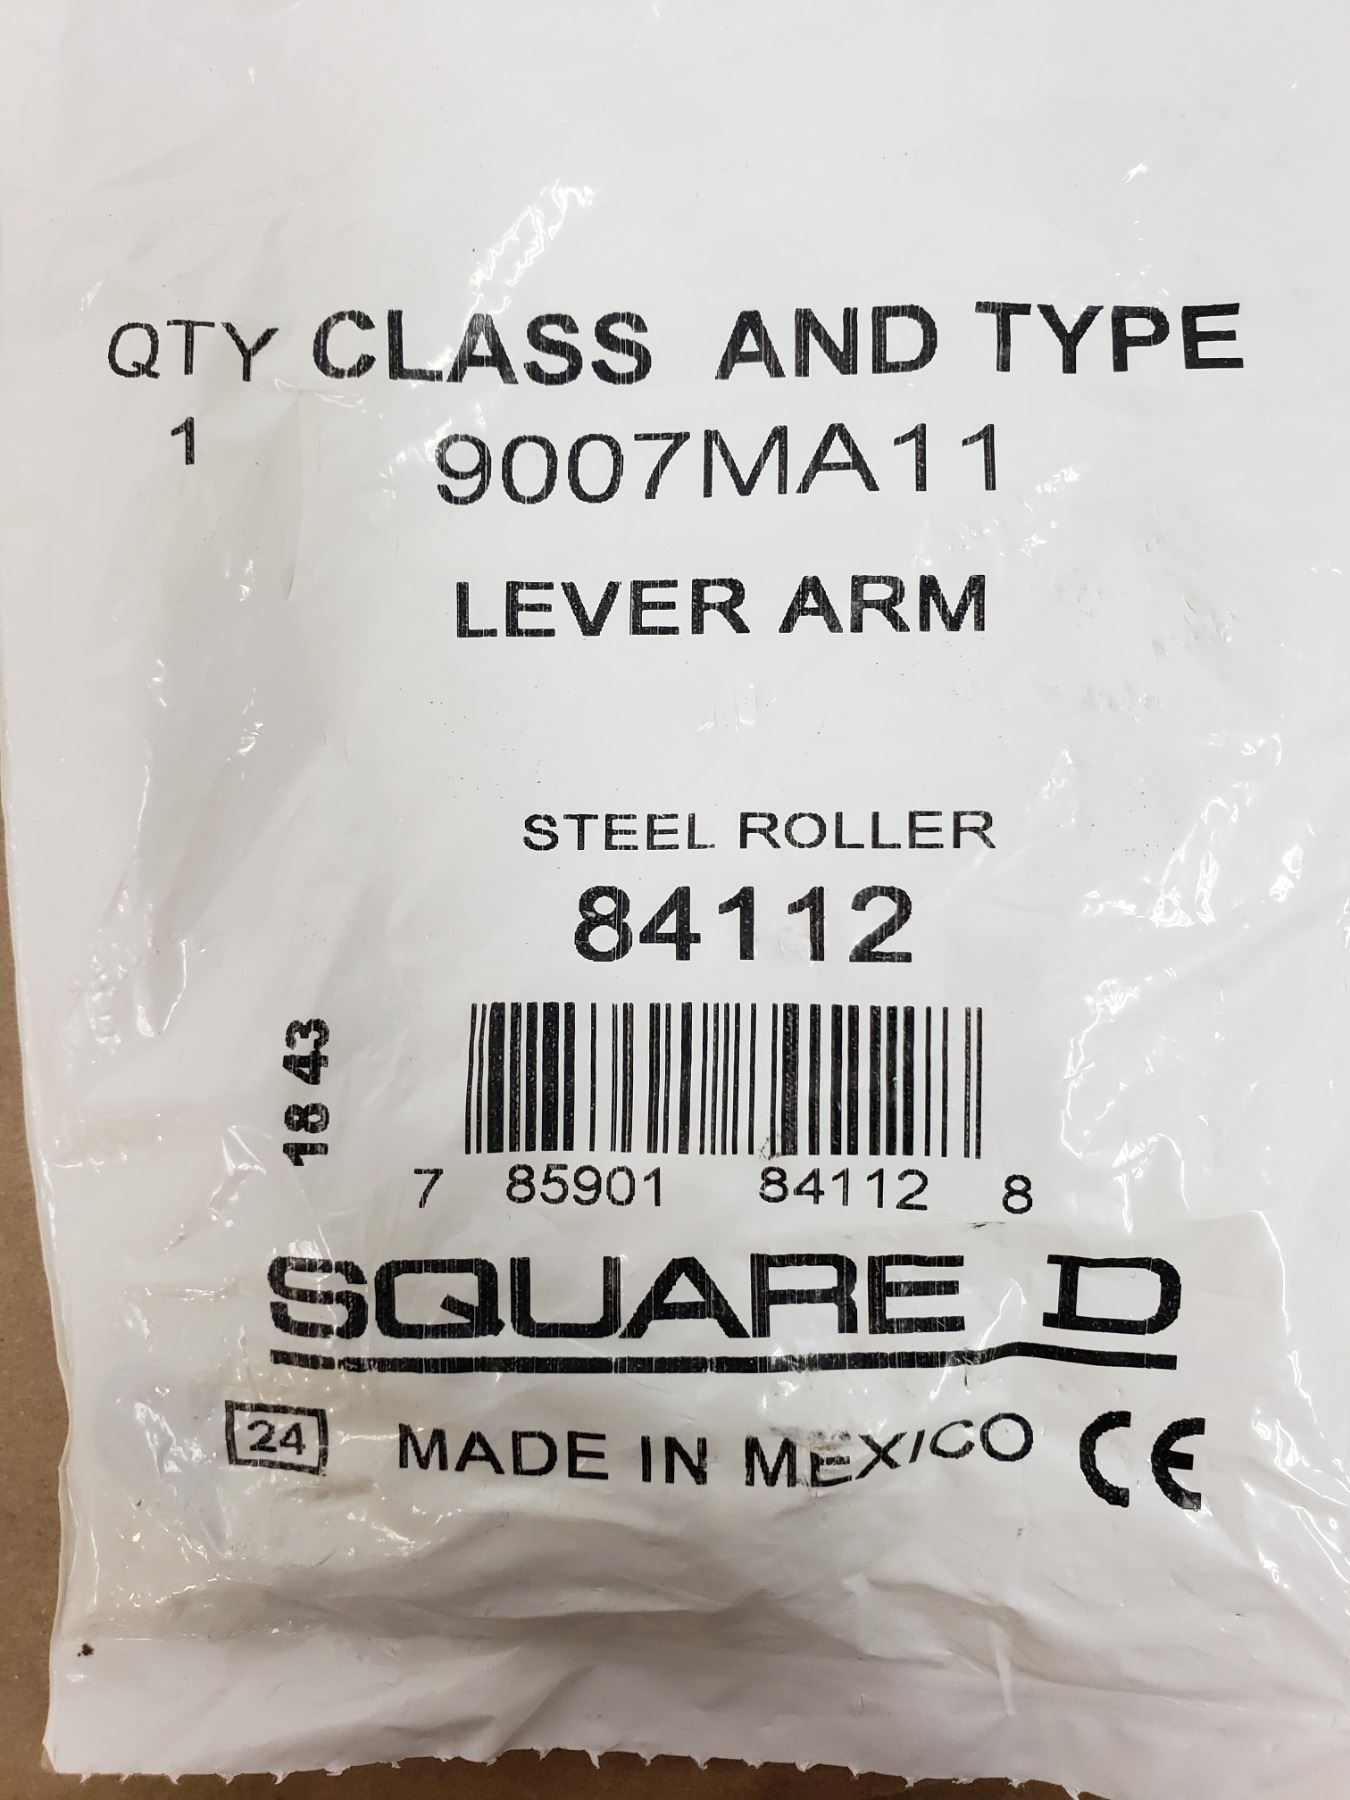 QTY CLASS AND TYPE
1 9007MA11
LEVER ARM
STEEL ROLLER
84112
18 43
7 85901 84112 8
SQUARE D
24 MADE IN MEXICO CE